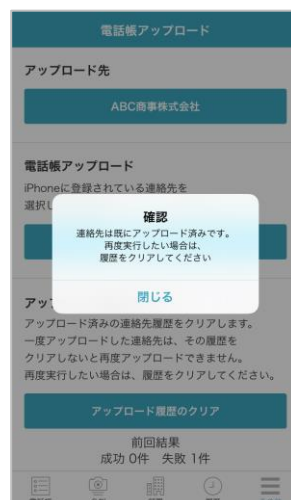 電話帳アップロード
アップロード先
ABC商事株式会社
電話帳アップロード
iPhoneに登録されている連絡先を
選択し
確認
連絡先は既にアップロード済みです。
再度実行したい場合は、
履歴をクリアしてください
閉じる
アッ
アップロード済みの連絡先履歴をクリアします。
一度アップロードした連絡先は、その履歴を
クリアしないと再度アップロードできません。
再度実行したい場合は、履歴をクリアしてください。
アップロード履歴のクリア
前回結果
成功 0件 失敗 1件